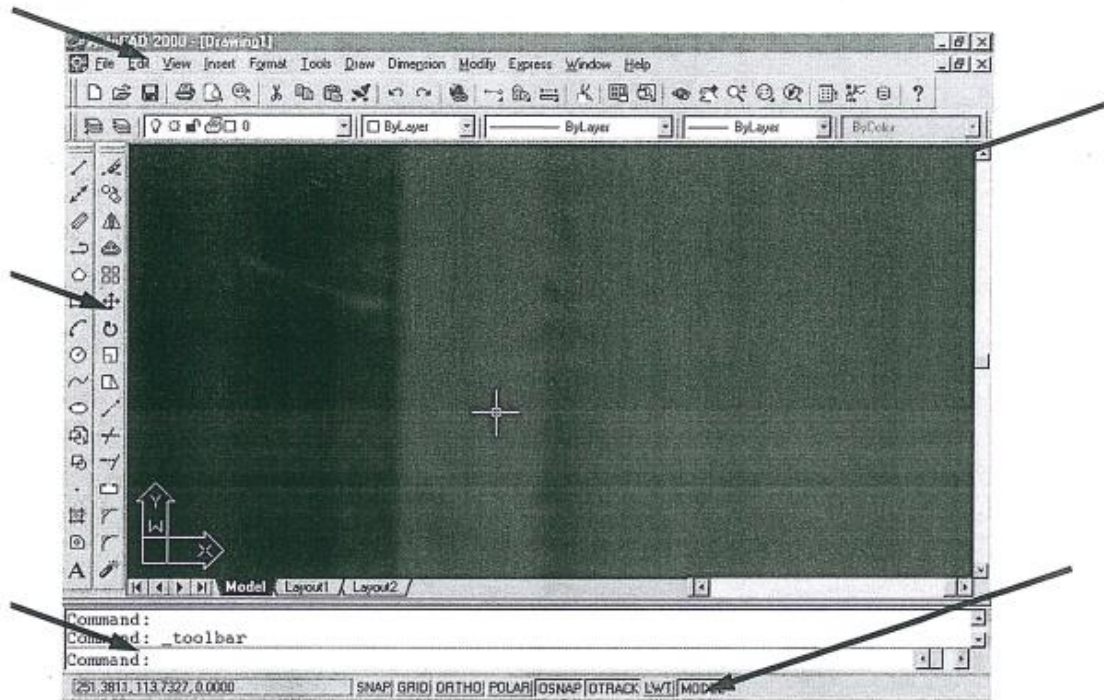 AutoCAD 2000 - [Drawing1]
File Edit View Insert Format Tools Draw Dimension Modify Express Window Help
?
0 ByLayer ByLayer ByLayer ByColor
A
Y
W
X
Model Layout1 Layout2
Command:
Command: _toolbar
Command:
251.3811, 113.7327, 0.0000 SNAP GRID ORTHO POLAR OSNAP OTRACK LWT MODEL